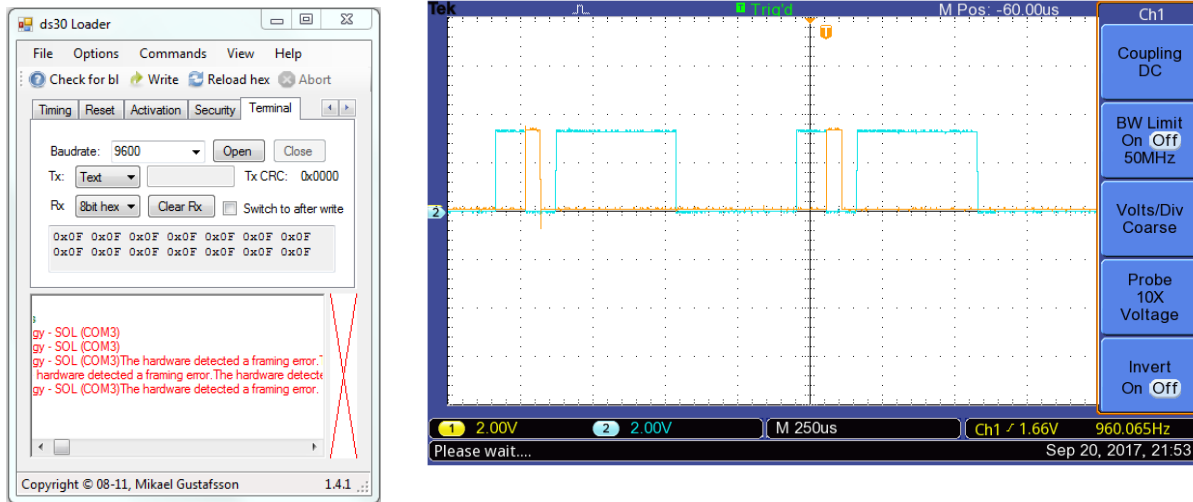 ds30 Loader
File Options Commands View Help
Check for bl Write Reload hex Abort
Timing Reset Activation Security Terminal
Baudrate: 9600 Open Close
Tx: Text Tx CRC: 0x0000
Rx 8bit hex Clear Rx Switch to after write
0x0F 0x0F 0x0F 0x0F 0x0F 0x0F 0x0F
0x0F 0x0F 0x0F 0x0F 0x0F 0x0F 0x0F
s
gy - SOL (COM3)
gy - SOL (COM3)
gy - SOL (COM3)The hardware detected a framing error.
hardware detected a framing error.The hardware detecte
gy - SOL (COM3)The hardware detected a framing error.
Copyright © 08-11, Mikael Gustafsson 1.4.1
Tek T Trig'd M Pos: -60.00us
T
2
Ch1
Coupling
DC
BW Limit
On Off
50MHz
Volts/Div
Coarse
Probe
10X
Voltage
Invert
On Off
1 2.00V 2 2.00V M 250us Ch1 / 1.66V 960.065Hz
Please wait.... Sep 20, 2017, 21:53